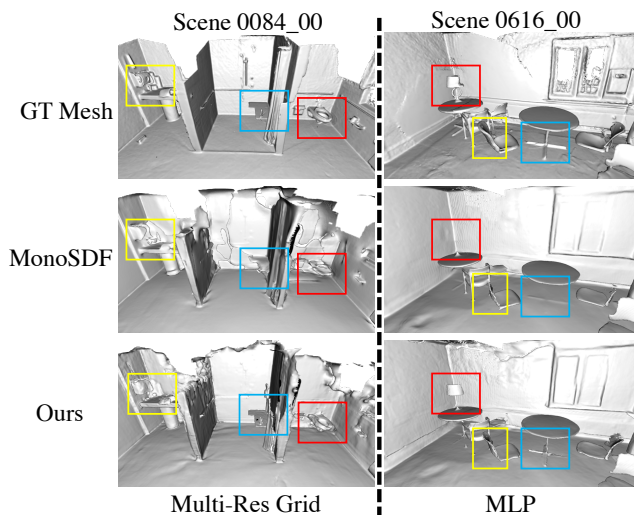 Scene 0084_00
Scene 0616_00
GT Mesh
MonoSDF
Ours
Multi-Res Grid
MLP